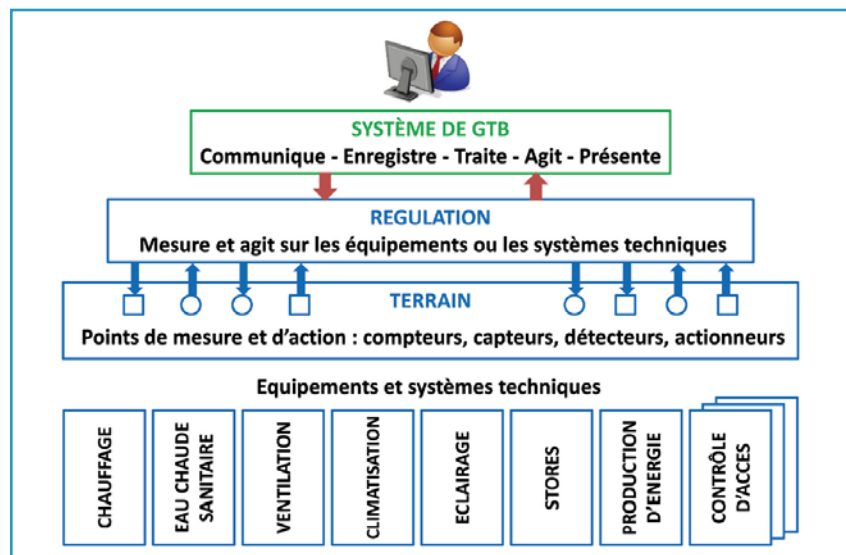 SYSTÈME DE GTB
Communique - Enregistre - Traite - Agit - Présente
REGULATION
Mesure et agit sur les équipements ou les systèmes techniques
TERRAIN
Points de mesure et d'action : compteurs, capteurs, détecteurs, actionneurs
Equipements et systèmes techniques
CHAUFFAGE
EAU CHAUDE
SANITAIRE
VENTILATION
CLIMATISATION
ECLAIRAGE
STORES
PRODUCTION
D'ENERGIE
CONTRÔLE
D'ACCES